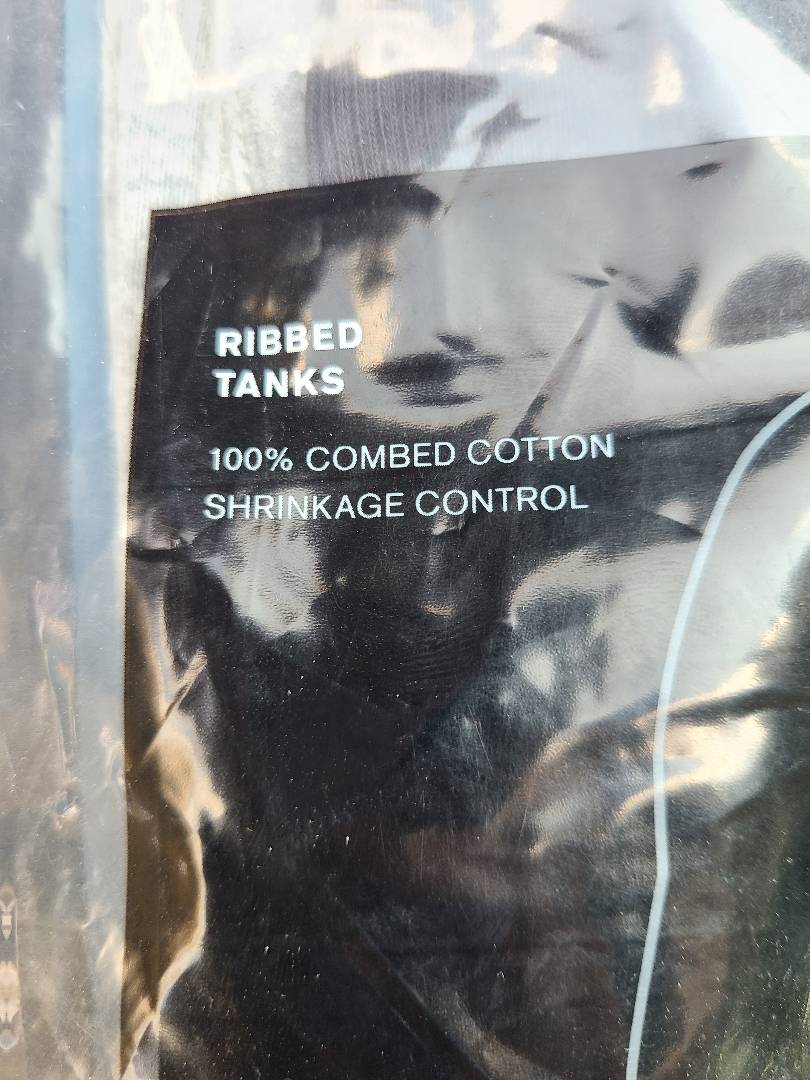 RIBBED
TANKS
100% COMBED COTTON
SHRINKAGE CONTROL